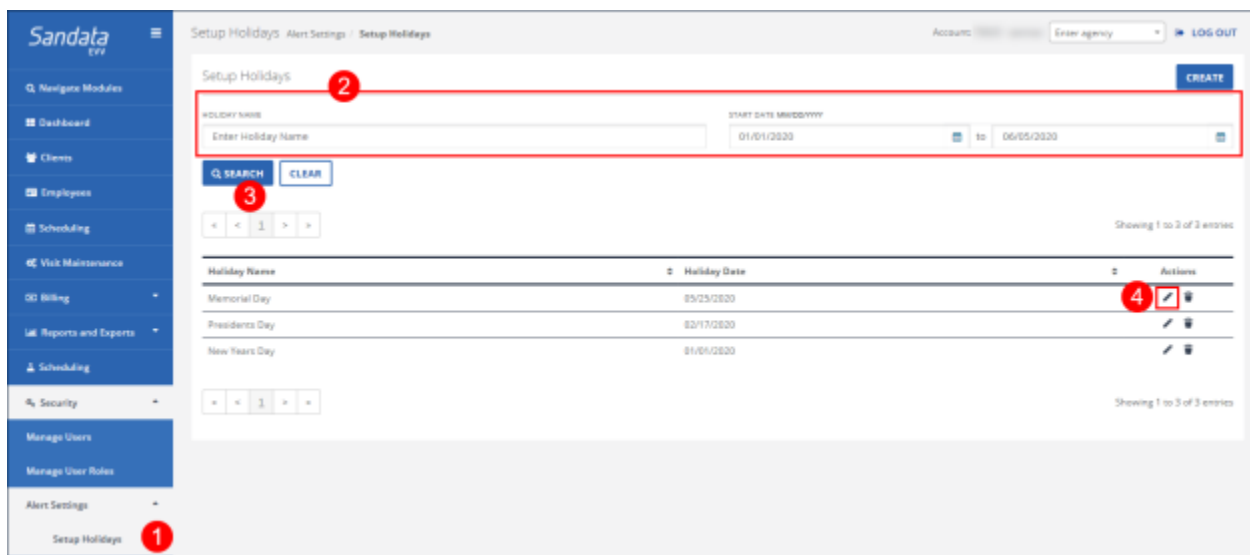 Sandata
EVV
Setup Holidays Alert Settings / Setup Holidays
Account:
Enter agency
LOG OUT
Navigate Modules
Dashboard
Clients
Employees
Scheduling
Visit Maintenance
Billing
Reports and Exports
Scheduling
Security
Manage Users
Manage User Roles
Alert Settings
Setup Holidays
1
Setup Holidays
2
CREATE
HOLIDAY NAME
START DATE MM/DD/YYYY
Enter Holiday Name
01/01/2020 to 06/05/2020
SEARCH
CLEAR
3
« < 1 > »
Showing 1 to 3 of 3 entries
Holiday Name Holiday Date Actions
Memorial Day 05/25/2020
4
Presidents Day 02/17/2020
New Years Day 01/01/2020
« < 1 > »
Showing 1 to 3 of 3 entries